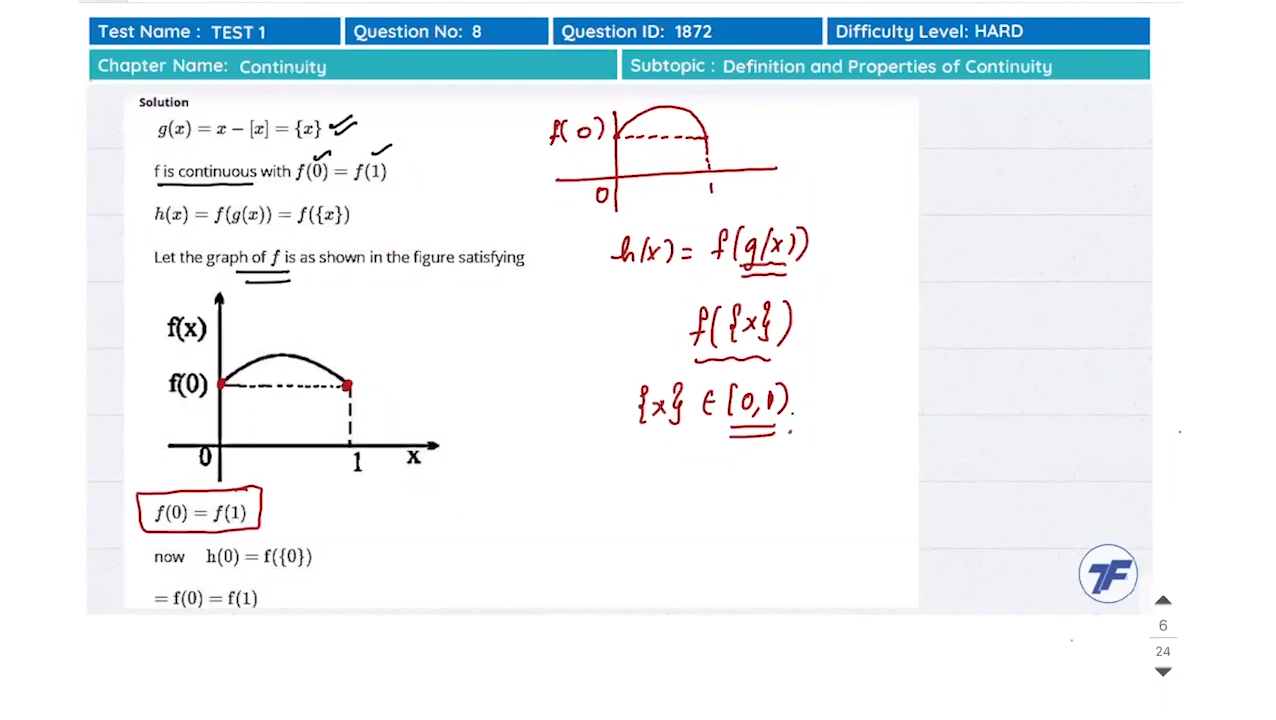 Test Name : TEST 1
Question No: 8
Question ID: 1872
Difficulty Level: HARD
Chapter Name: Continuity
Subtopic : Definition and Properties of Continuity
Solution
g(x) = x − [x] = {x}
f is continuous with f(0) = f(1)
h(x) = f(g(x)) = f({x})
Let the graph of f is as shown in the figure satisfying
f(x)
f(0)
0
1
x
f(0) = f(1)
now h(0) = f({0})
= f(0) = f(1)
f(0)
0
1
h(x) = f(g(x))
f({x})
{x} ∈ [0,1).
TF
6
24